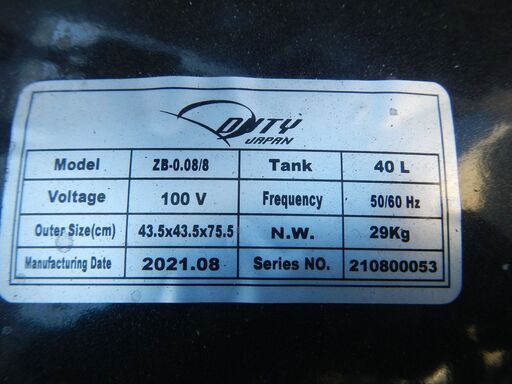 DUTY
JAPAN
Model ZB-0.08/8 Tank 40 L
Voltage 100 V Frequency 50/60 Hz
Outer Size(cm) 43.5x43.5x75.5 N.W. 29Kg
Manufacturing Date 2021.08 Series NO. 210800053